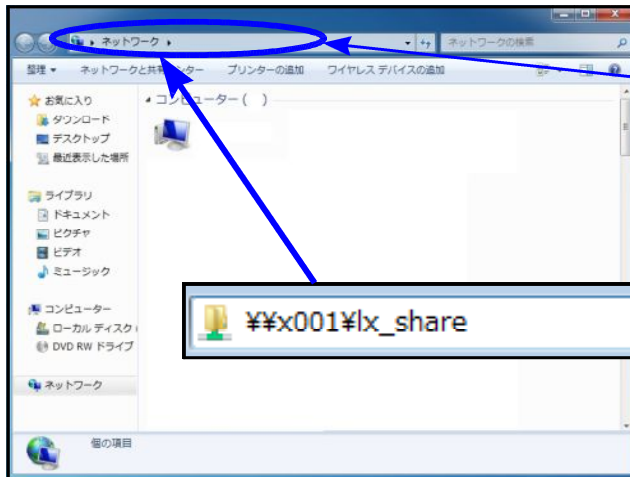 ネットワーク
ネットワークの検索
整理 ネットワークと共有センター プリンターの追加 ワイヤレス デバイスの追加
お気に入り
ダウンロード
デスクトップ
最近表示した場所
ライブラリ
ドキュメント
ピクチャ
ビデオ
ミュージック
コンピューター
ローカル ディスク (
DVD RW ドライブ
ネットワーク
コンピューター ( )
¥¥x001¥lx_share
個の項目